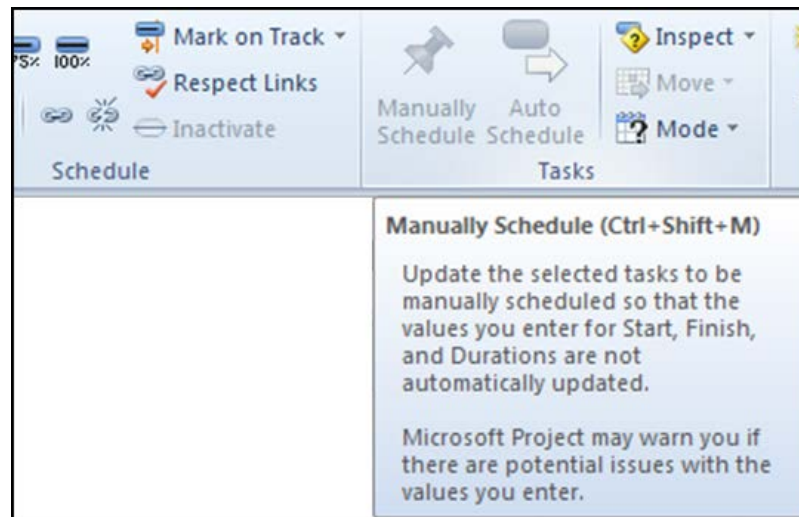 75% 100%
Mark on Track
Respect Links
Inactivate
Schedule
Manually
Schedule
Auto
Schedule
Inspect
Move
Mode
Tasks
Manually Schedule (Ctrl+Shift+M)
Update the selected tasks to be
manually scheduled so that the
values you enter for Start, Finish,
and Durations are not
automatically updated.
Microsoft Project may warn you if
there are potential issues with the
values you enter.